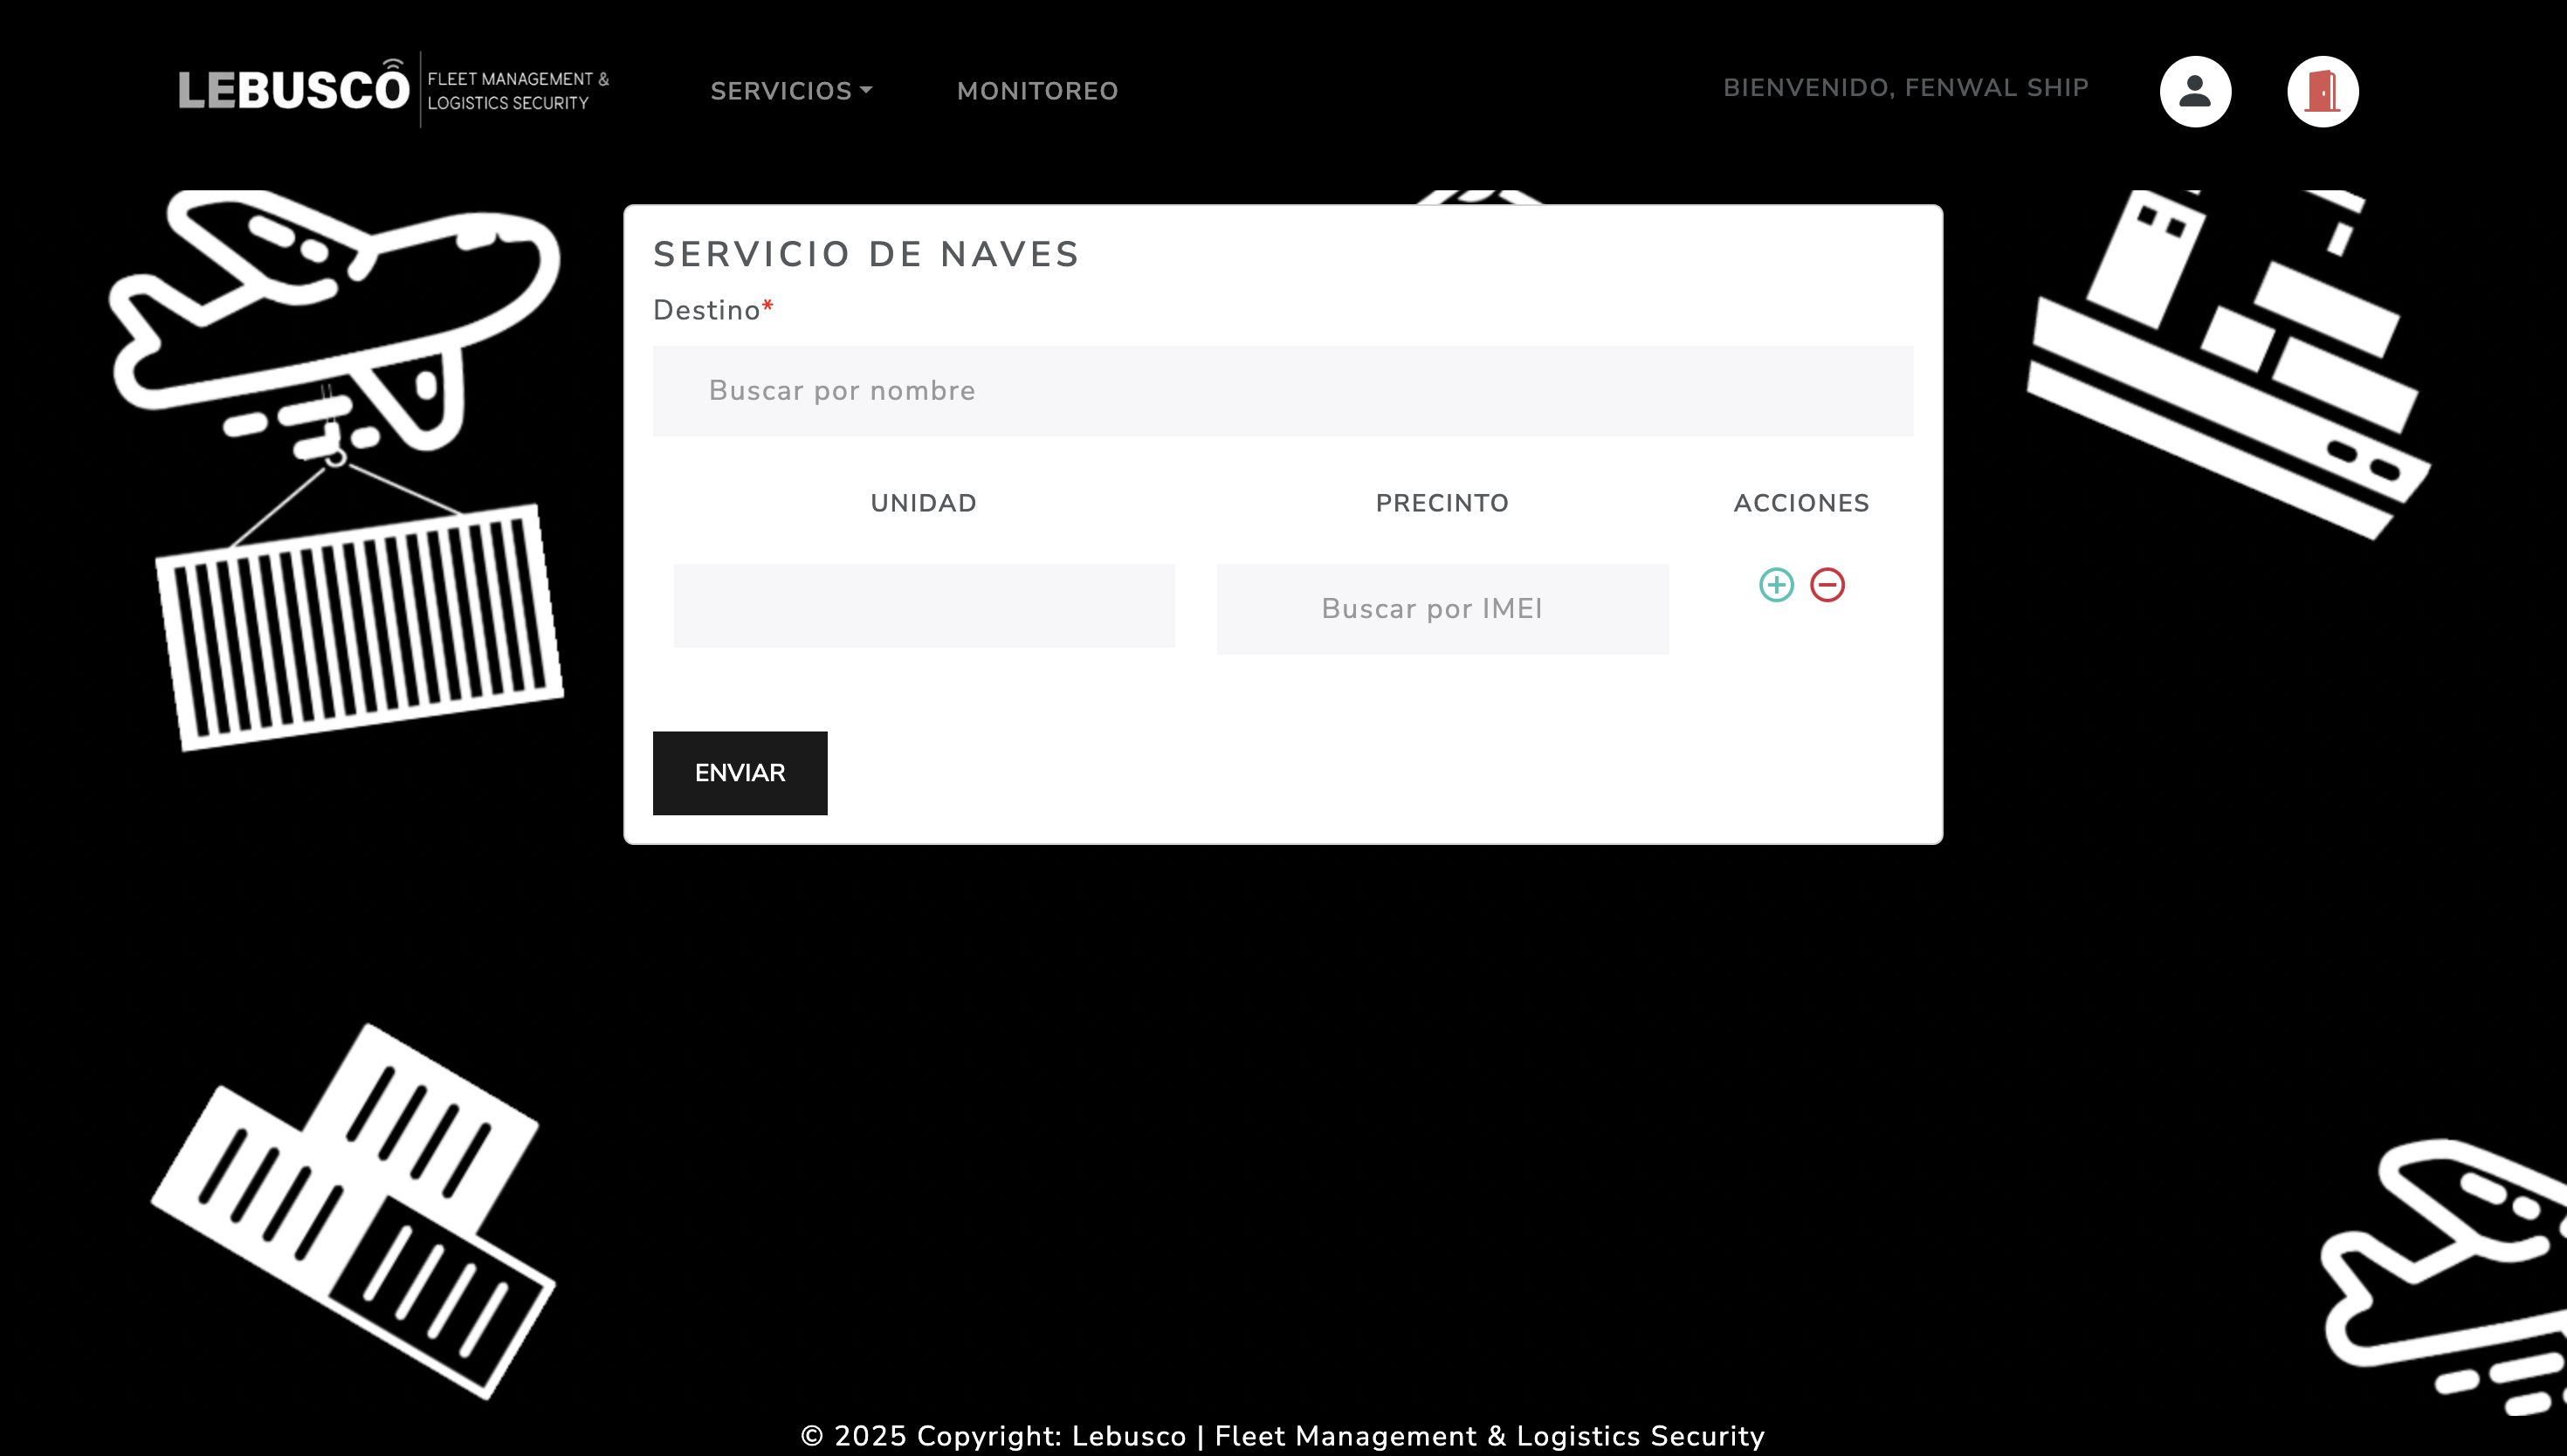 LEBUSCO
FLEET MANAGEMENT &
LOGISTICS SECURITY
SERVICIOS
MONITOREO
BIENVENIDO, FENWAL SHIP
SERVICIO DE NAVES
Destino*
Buscar por nombre
UNIDAD PRECINTO ACCIONES
Buscar por IMEI
ENVIAR
© 2025 Copyright: Lebusco | Fleet Management & Logistics Security